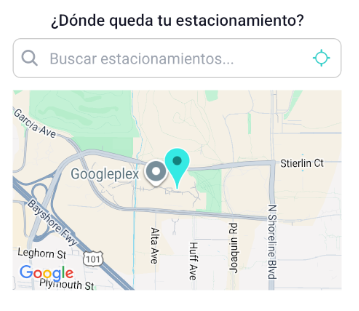 ¿Dónde queda tu estacionamiento?
Buscar estacionamientos...
Garcia Ave
Stierlin Ct
Googleplex
Bayshore Fwy
101
Alta Ave
Huff Ave
Joaquin Rd
N Shoreline Blvd
Leghorn St
Google
Plymouth St